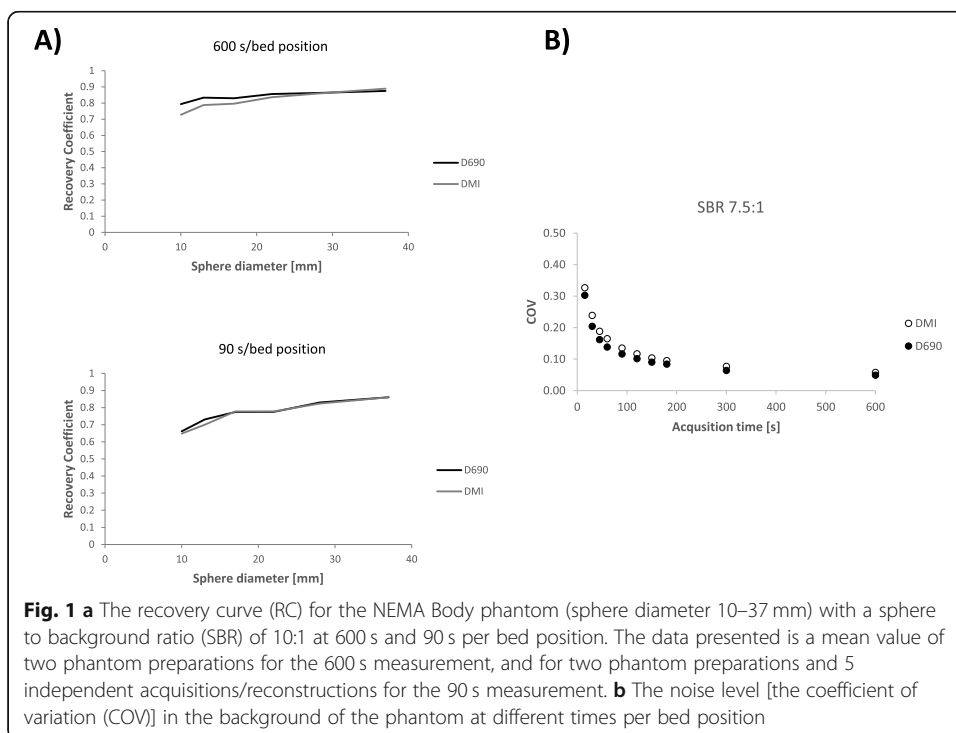 A)
600 s/bed position
1
0.9
0.8
0.7
0.6
0.5
0.4
0.3
0.2
0.1
0
Recovery Coefficient
0 10 20 30 40
Sphere diameter [mm]
D690
DMI
90 s/bed position
1
0.9
0.8
0.7
0.6
0.5
0.4
0.3
0.2
0.1
0
Recovery Coefficient
0 10 20 30 40
Sphere diameter [mm]
D690
DMI
B)
SBR 7.5:1
0.50
0.40
0.30
0.20
0.10
0.00
COV
0 100 200 300 400 500 600
Acqusition time [s]
DMI
D690
Fig. 1 a The recovery curve (RC) for the NEMA Body phantom (sphere diameter 10–37 mm) with a sphere
to background ratio (SBR) of 10:1 at 600 s and 90 s per bed position. The data presented is a mean value of
two phantom preparations for the 600 s measurement, and for two phantom preparations and 5
independent acquisitions/reconstructions for the 90 s measurement. b The noise level [the coefficient of
variation (COV)] in the background of the phantom at different times per bed position